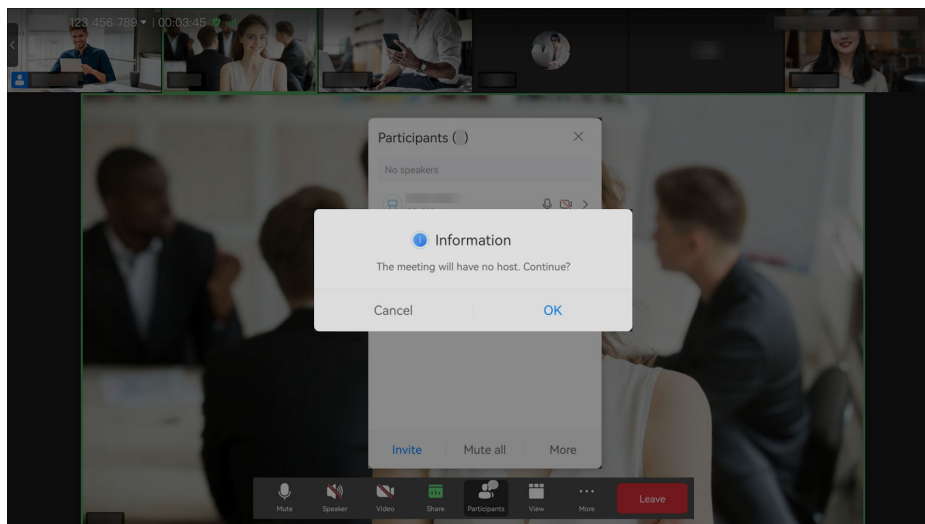 123 456 789 | 00:03:45
Participants ( )
No speakers
Information
The meeting will have no host. Continue?
Cancel OK
Invite Mute all More
Mute Speaker Video Share Participants View More Leave